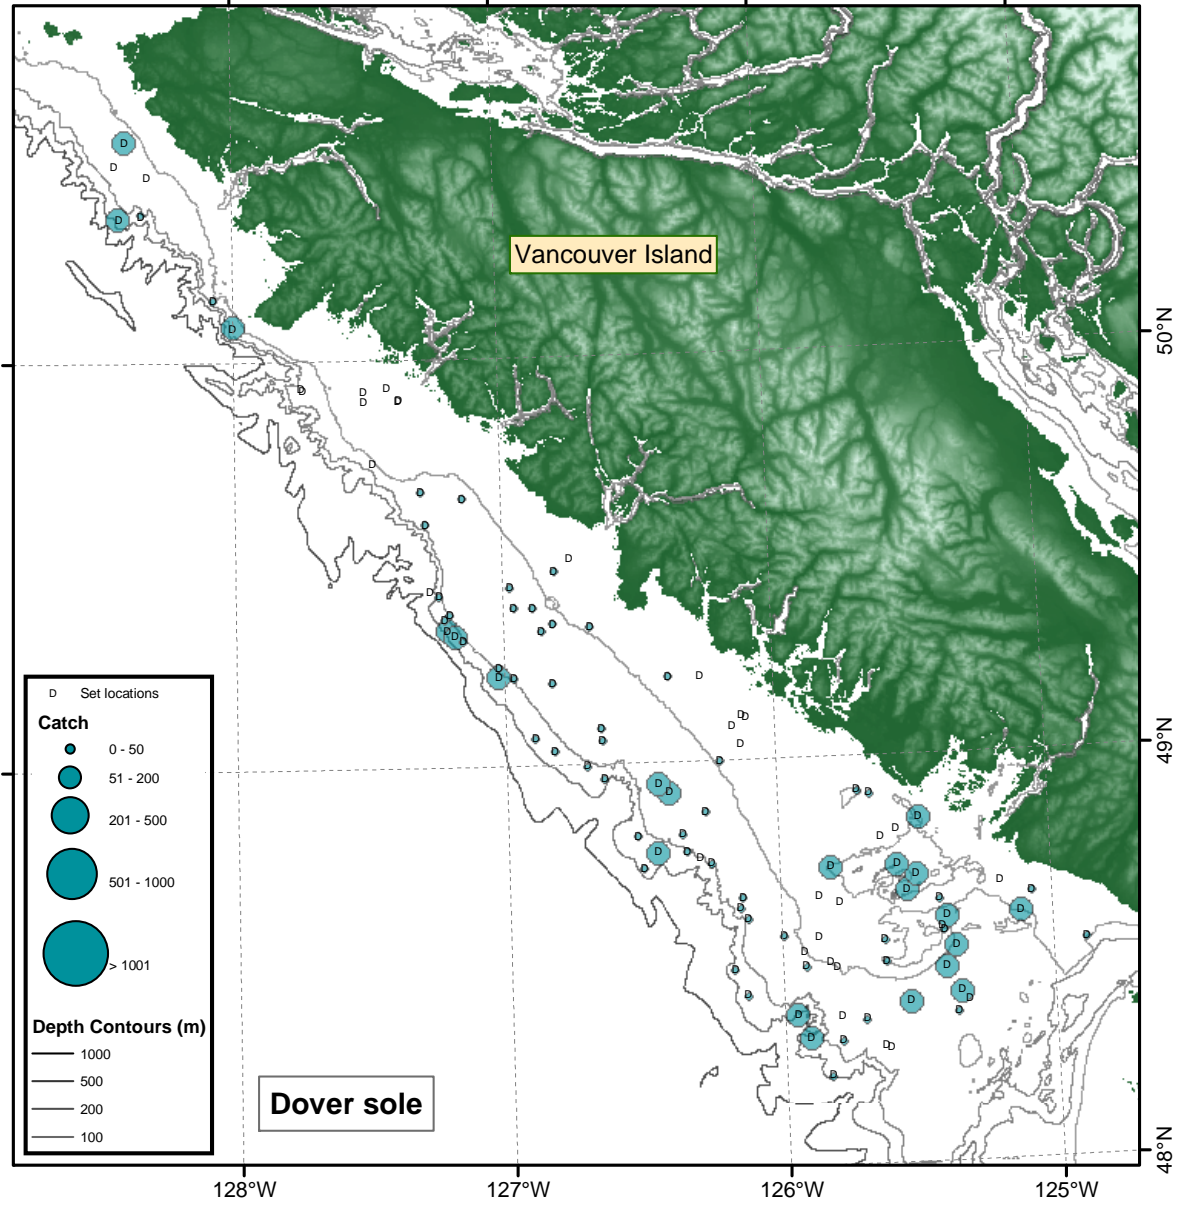 Vancouver Island
50°N
D Set locations
Catch
0 - 50
51 - 200
201 - 500
501 - 1000
> 1001
Depth Contours (m)
1000
500
200
100
Dover sole
49°N
48°N
128°W
127°W
126°W
125°W